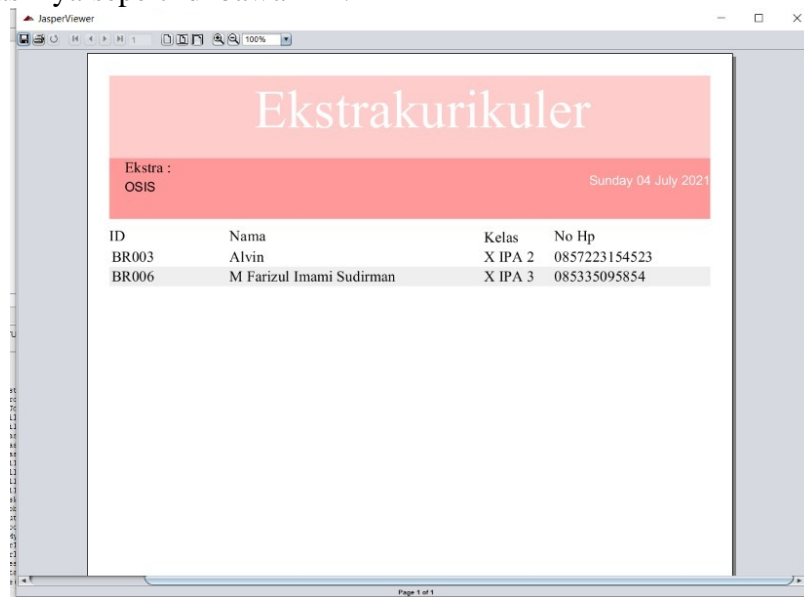 JasperViewer
1
100%
Ekstrakurikuler
Ekstra :
OSIS
Sunday 04 July 2021
ID Nama Kelas No Hp
BR003 Alvin X IPA 2 0857223154523
BR006 M Farizul Imami Sudirman X IPA 3 085335095854
Page 1 of 1